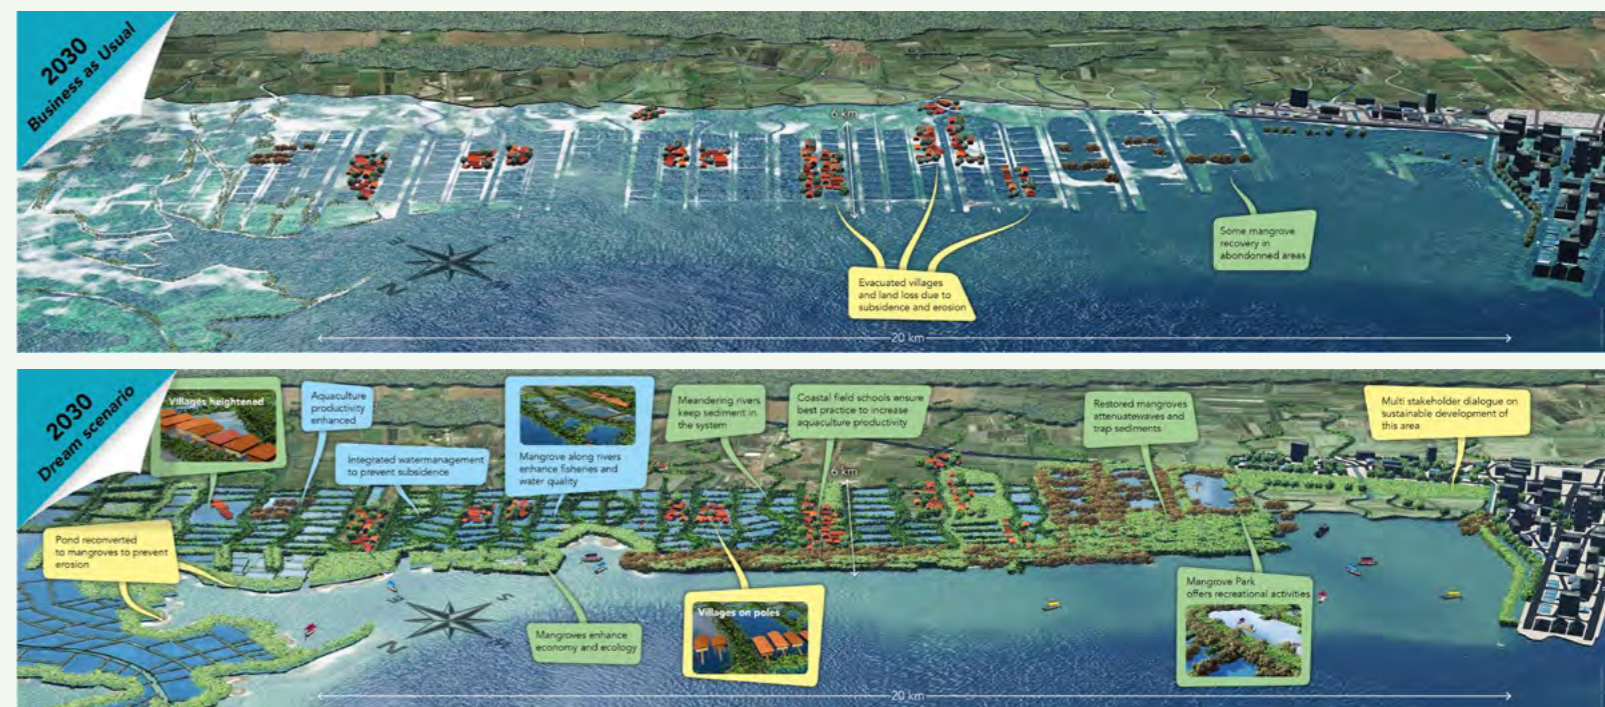 2030
Business as Usual
6 km
Some mangrove
recovery in
abondonned areas
Evacuated villages
and land loss due to
subsidence and erosion
N
20 km
2030
Dream scenario
Villages heightened
Aquaculture
productivity
enhanced
Integrated watermanagement
to prevent subsidence
Mangrove along rivers
enhance fisheries and
water quality
Meandering rivers
keep sediment in
the system
Coastal field schools ensure
best practice to increase
aquaculture productivity
Restored mangroves
attenuatewaves and
trap sediments
Multi stakeholder dialogue on
sustainable development of
this area
6 km
Pond reconverted
to mangroves to prevent
erosion
E
S
N
Mangroves enhance
economy and ecology
Villages on poles
Mangrove Park
offers recreational activities
20 km